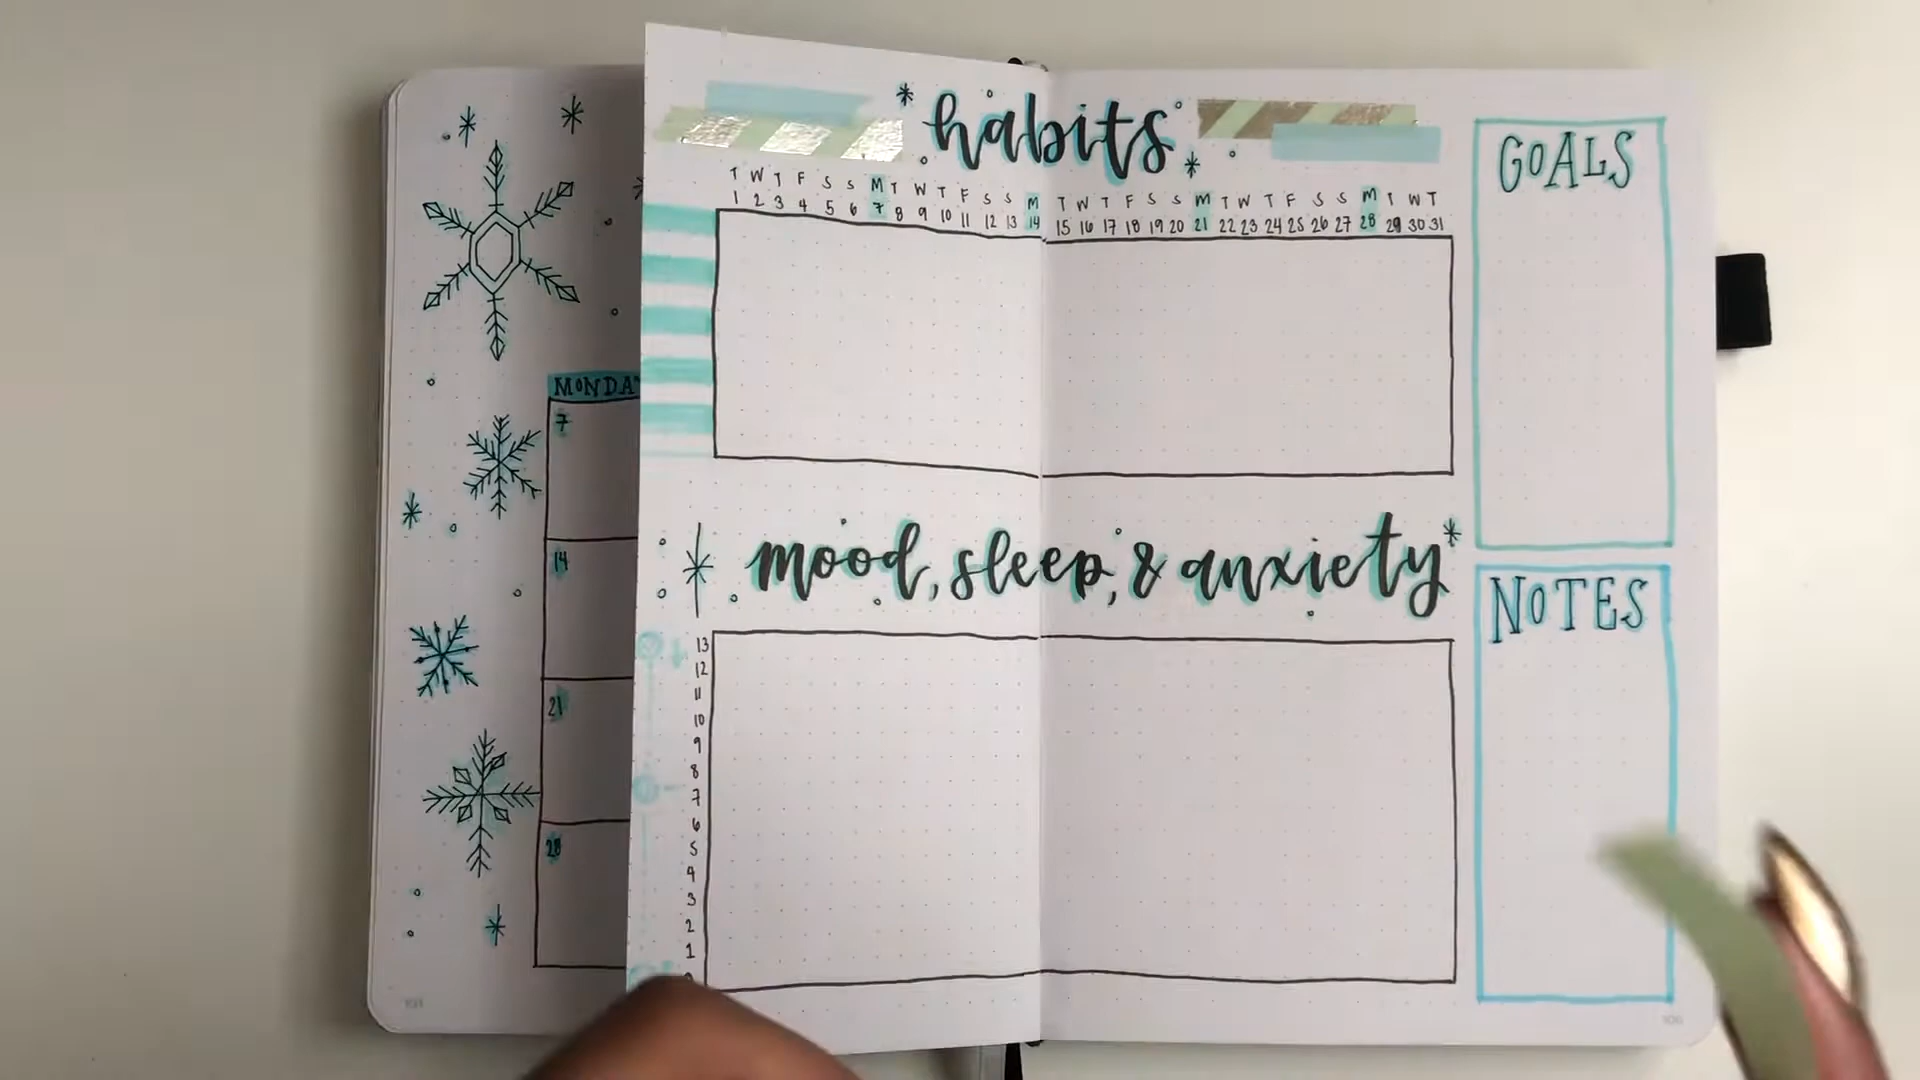 habits
T W T F S S M T W T F S S M T W T F S S M T W T F S S M T W T
1 2 3 4 5 6 7 8 9 10 11 12 13 14 15 16 17 18 19 20 21 22 23 24 25 26 27 28 29 30 31
mood, sleep, & anxiety
13
12
11
10
9
8
7
6
5
4
3
2
1
GOALS
NOTES
MONDAY
7
14
21
28